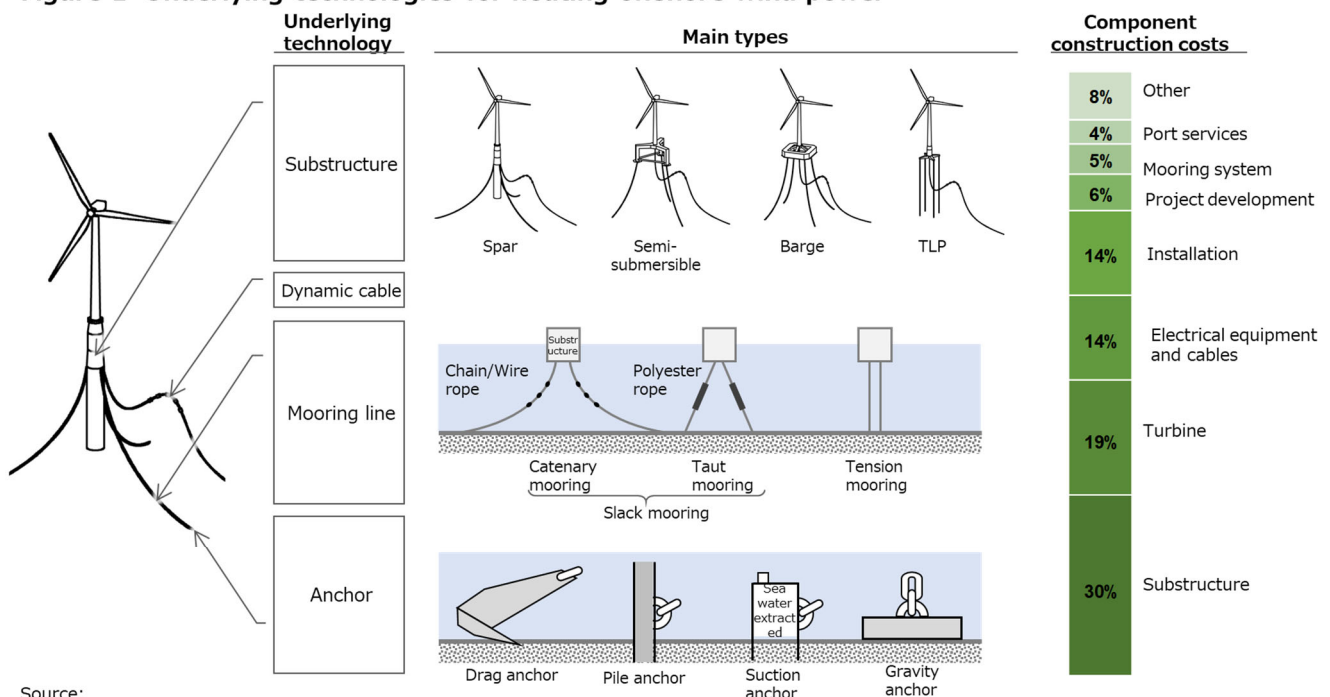 Underlying
technology
Main types
Component
construction costs
Substructure
Spar
Semi-
submersible
Barge
TLP
Dynamic cable
Mooring line
Substr
ucture
Chain/Wire
rope
Polyester
rope
Catenary
mooring
Taut
mooring
Tension
mooring
Slack mooring
Anchor
Sea
water
extract
ed
Drag anchor
Pile anchor
Suction
anchor
Gravity
anchor
8%
Other
4%
Port services
5%
Mooring system
6%
Project development
14%
Installation
14%
Electrical equipment
and cables
19%
Turbine
30%
Substructure
Source: